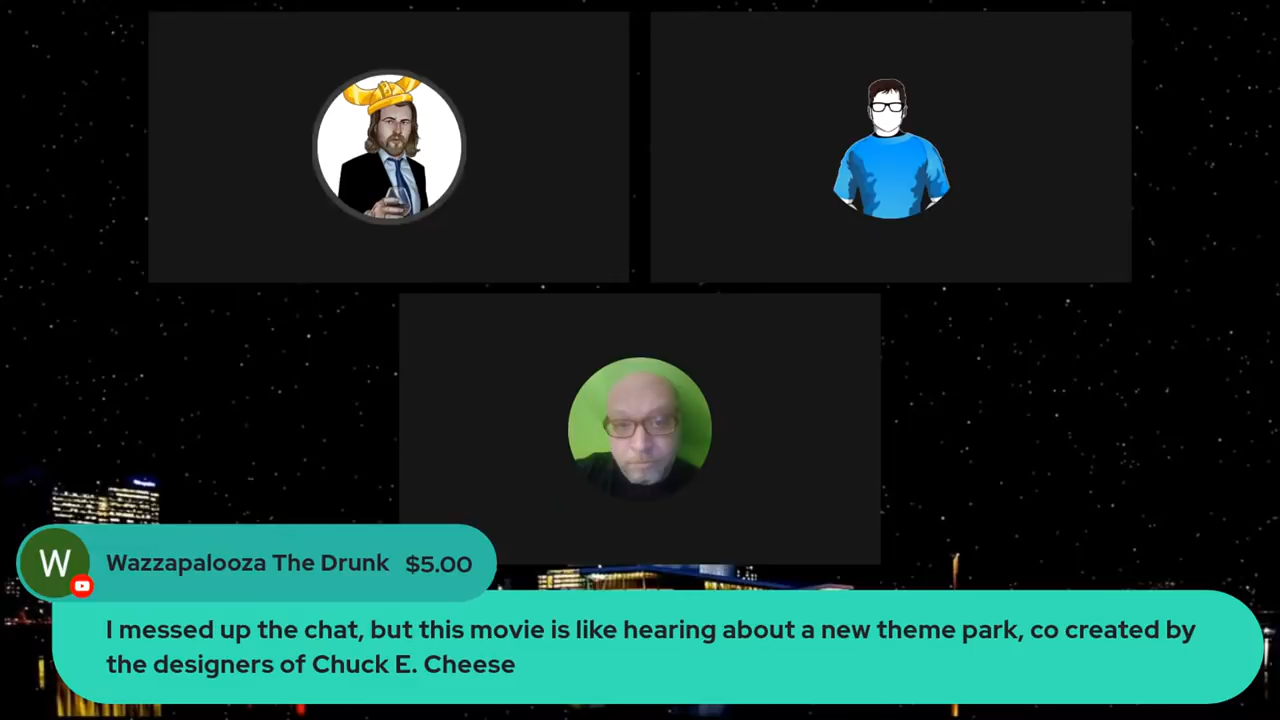 W
Wazzapalooza The Drunk $5.00
I messed up the chat, but this movie is like hearing about a new theme park, co created by
the designers of Chuck E. Cheese